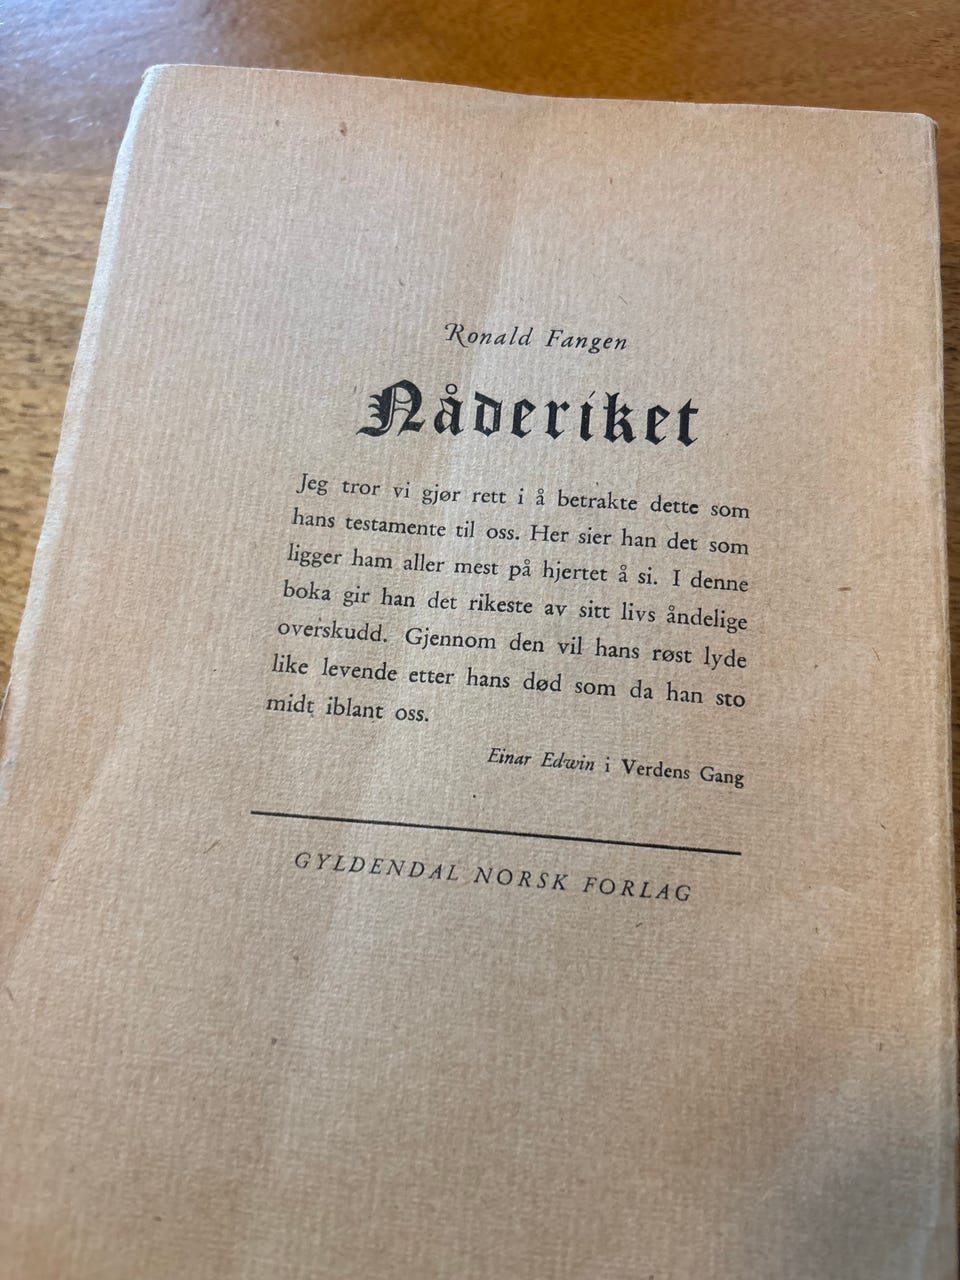 Ronald Fangen
Nåderiket
Jeg tror vi gjør rett i å betrakte dette som
hans testamente til oss. Her sier han det som
ligger ham aller mest på hjertet å si. I denne
boka gir han det rikeste av sitt livs åndelige
overskudd. Gjennom den vil hans røst lyde
like levende etter hans død som da han sto
midt iblant oss.
Einar Edwin i Verdens Gang
GYLDENDAL NORSK FORLAG